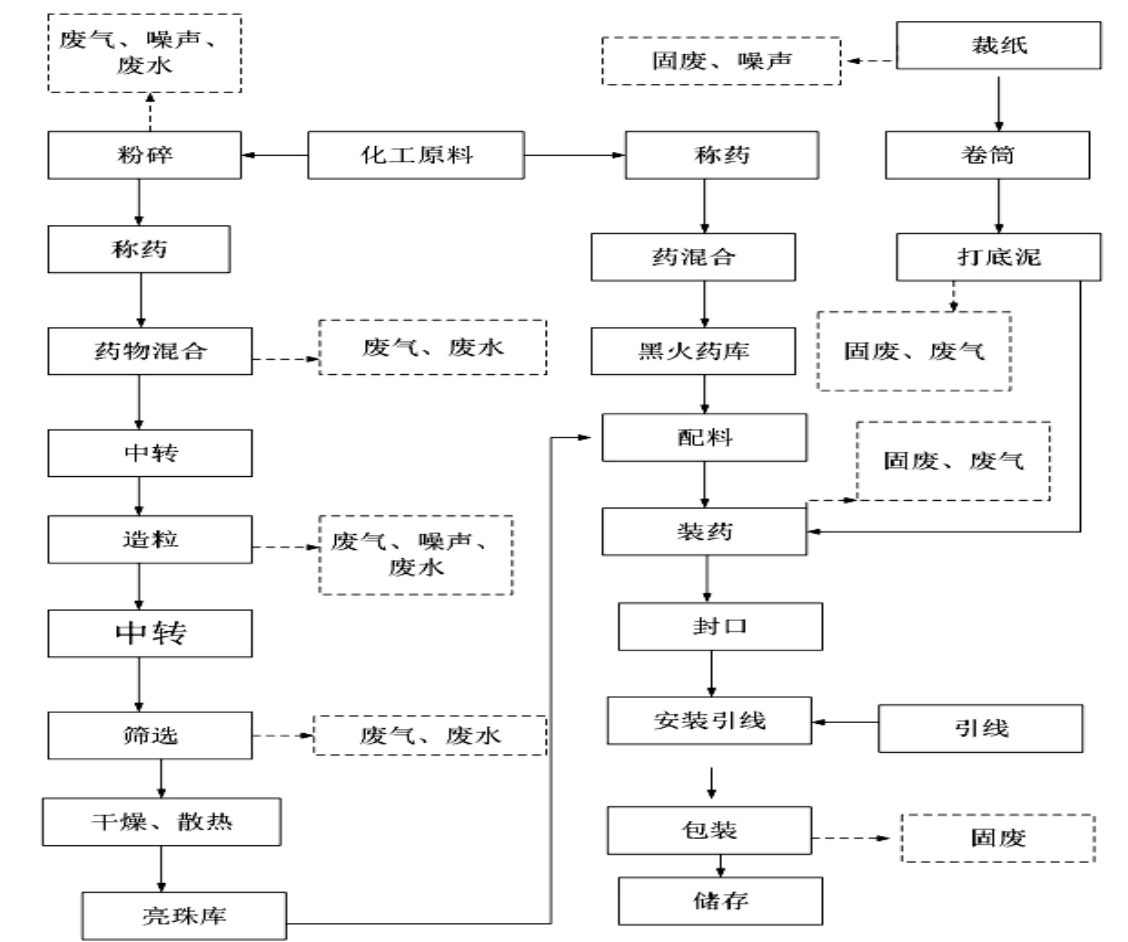 废气、噪声、
废水
固废、噪声
裁纸
粉碎
化工原料
称药
卷筒
称药
药混合
打底泥
药物混合
废气、废水
黑火药库
固废、废气
中转
配料
固废、废气
造粒
废气、噪声、
废水
装药
中转
封口
筛选
废气、废水
安装引线
引线
干燥、散热
包装
固废
亮珠库
储存